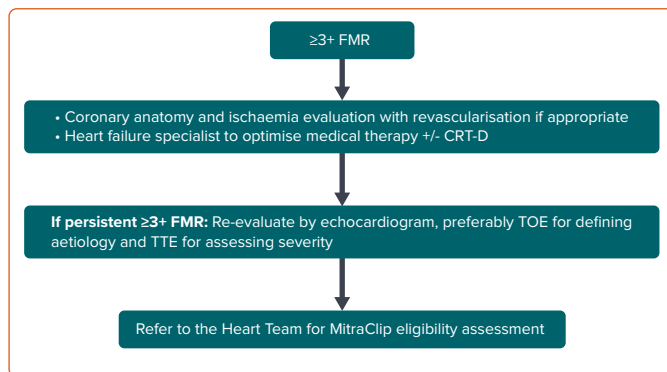 ≥3+ FMR
• Coronary anatomy and ischaemia evaluation with revascularisation if appropriate
• Heart failure specialist to optimise medical therapy +/- CRT-D
If persistent ≥3+ FMR: Re-evaluate by echocardiogram, preferably TOE for defining
aetiology and TTE for assessing severity
Refer to the Heart Team for MitraClip eligibility assessment